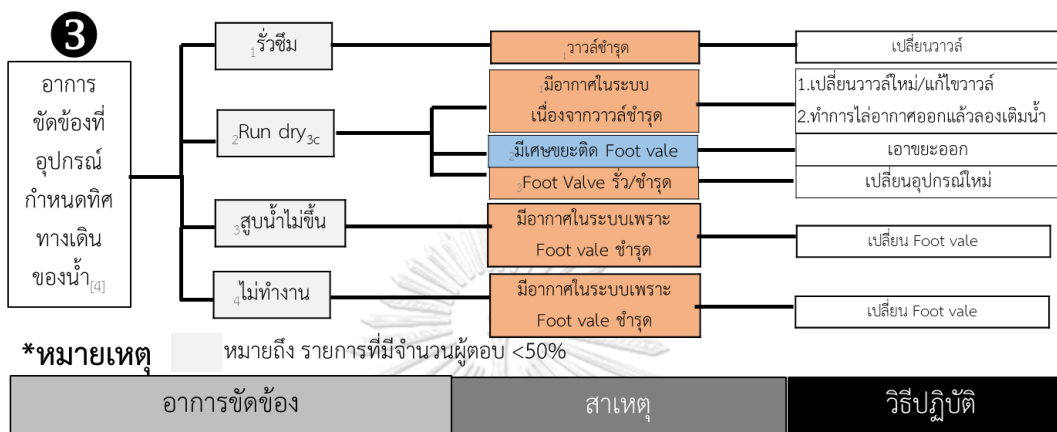 3
อาการ
ขัดข้องที่
อุปกรณ์
กำหนดทิศ
ทางเดิน
ของน้ำ[4]
1รั่วซึม
1วาวล์ชำรุด
เปลี่ยนวาวล์
2Run dry3c
1มีอากาศในระบบ
เนื่องจากวาวล์ชำรุด
1.เปลี่ยนวาวล์ใหม่/แก้ไขวาวล์
2.ทำการไล่อากาศออกแล้วลองเติมน้ำ
2มีเศษขยะติด Foot vale
เอาขยะออก
3Foot Valve รั่ว/ชำรุด
เปลี่ยนอุปกรณ์ใหม่
3สูบน้ำไม่ขึ้น
มีอากาศในระบบเพราะ
Foot vale ชำรุด
เปลี่ยน Foot vale
4ไม่ทำงาน
มีอากาศในระบบเพราะ
Foot vale ชำรุด
เปลี่ยน Foot vale
*หมายเหตุ หมายถึง รายการที่มีจำนวนผู้ตอบ <50%
อาการขัดข้อง สาเหตุ วิธีปฏิบัติ